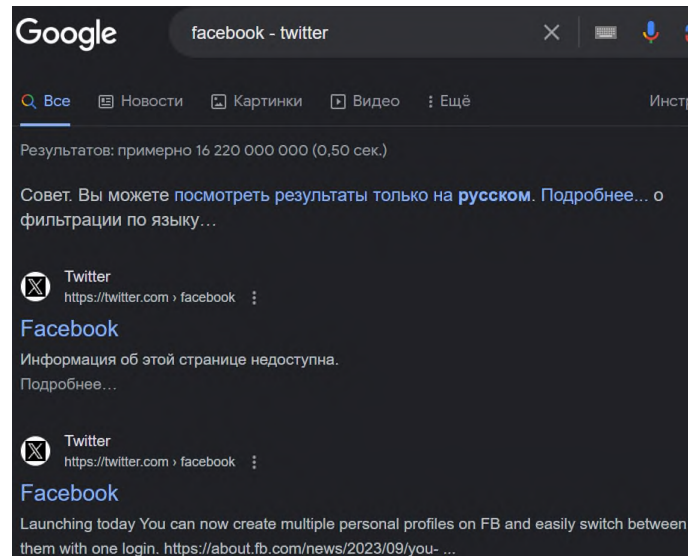 Google
facebook - twitter
Все Новости Картинки Видео Ещё
Результатов: примерно 16 220 000 000 (0,50 сек.)
Совет. Вы можете посмотреть результаты только на русском. Подробнее... о
фильтрации по языку…
Twitter
https://twitter.com › facebook
Facebook
Информация об этой странице недоступна.
Подробнее…
Twitter
https://twitter.com › facebook
Facebook
Launching today You can now create multiple personal profiles on FB and easily switch between
them with one login. https://about.fb.com/news/2023/09/you- ...